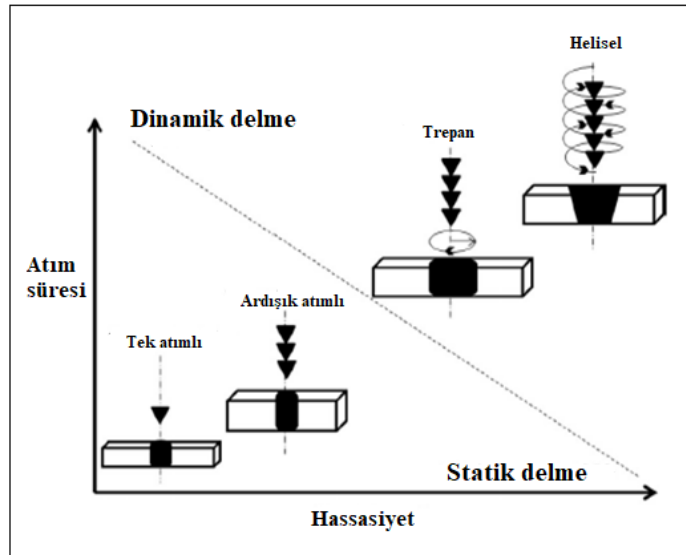 Helisel
Dinamik delme
Trepan
Atım
süresi
Ardışık atımlı
Tek atımlı
Statik delme
Hassasiyet